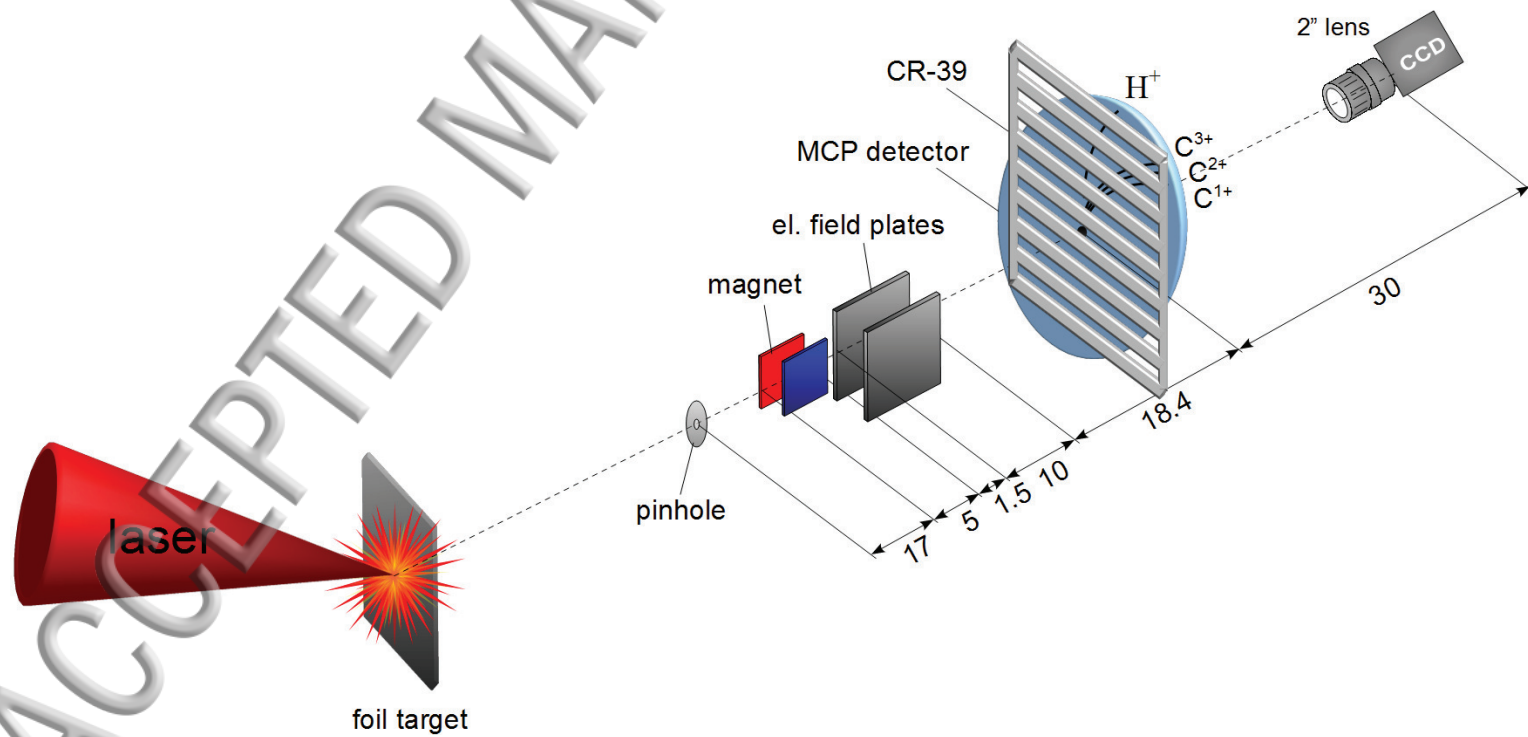 2” lens
CCD
CR-39
H⁺
MCP detector
C³⁺
C²⁺
C¹⁺
el. field plates
magnet
30
18.4
10
1.5
5
17
pinhole
laser
foil target
ACCEPTED MA